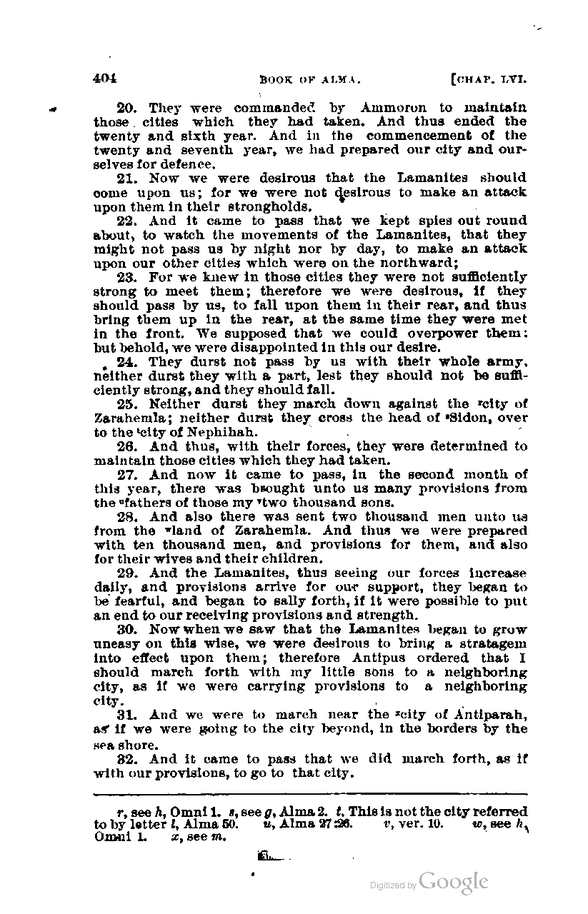 404 BOOK OF ALMA. [CHAP. LVI.
20. They were commanded by Ammoron to maintain
those cities which they had taken. And thus ended the
twenty and sixth year. And in the commencement of the
twenty and seventh year, we had prepared our city and our-
selves for defence.
21. Now we were desirous that the Lamanites should
come upon us; for we were not desirous to make an attack
upon them in their strongholds.
22. And it came to pass that we kept spies out round
about, to watch the movements of the Lamanites, that they
might not pass us by night nor by day, to make an attack
upon our other cities which were on the northward;
23. For we knew in those cities they were not sufficiently
strong to meet them; therefore we were desirous, if they
should pass by us, to fall upon them in their rear, and thus
bring them up in the rear, at the same time they were met
in the front. We supposed that we could overpower them;
but behold, we were disappointed in this our desire.
24. They durst not pass by us with their whole army,
neither durst they with a part, lest they should not be suffi-
ciently strong, and they should fall.
25. Neither durst they march down against the ʳcity of
Zarahemla; neither durst they cross the head of ˢSidon, over
to the ᵗcity of Nephihah.
26. And thus, with their forces, they were determined to
maintain those cities which they had taken.
27. And now it came to pass, in the second month of
this year, there was brought unto us many provisions from
the ᵘfathers of those my ᵛtwo thousand sons.
28. And also there was sent two thousand men unto us
from the ʷland of Zarahemla. And thus we were prepared
with ten thousand men, and provisions for them, and also
for their wives and their children.
29. And the Lamanites, thus seeing our forces increase
daily, and provisions arrive for our support, they began to
be fearful, and began to sally forth, if it were possible to put
an end to our receiving provisions and strength.
30. Now when we saw that the Lamanites began to grow
uneasy on this wise, we were desirous to bring a stratagem
into effect upon them; therefore Antipus ordered that I
should march forth with my little sons to a neighboring
city, as if we were carrying provisions to a neighboring
city.
31. And we were to march near the ˣcity of Antiparah,
as if we were going to the city beyond, in the borders by the
sea shore.
32. And it came to pass that we did march forth, as if
with our provisions, to go to that city.
r, see h, Omni 1. s, see g, Alma 2. t, This is not the city referred
to by letter l, Alma 50. u, Alma 27:26. v, ver. 10. w, see h,
Omni 1. x, see m.
Digitized by Google